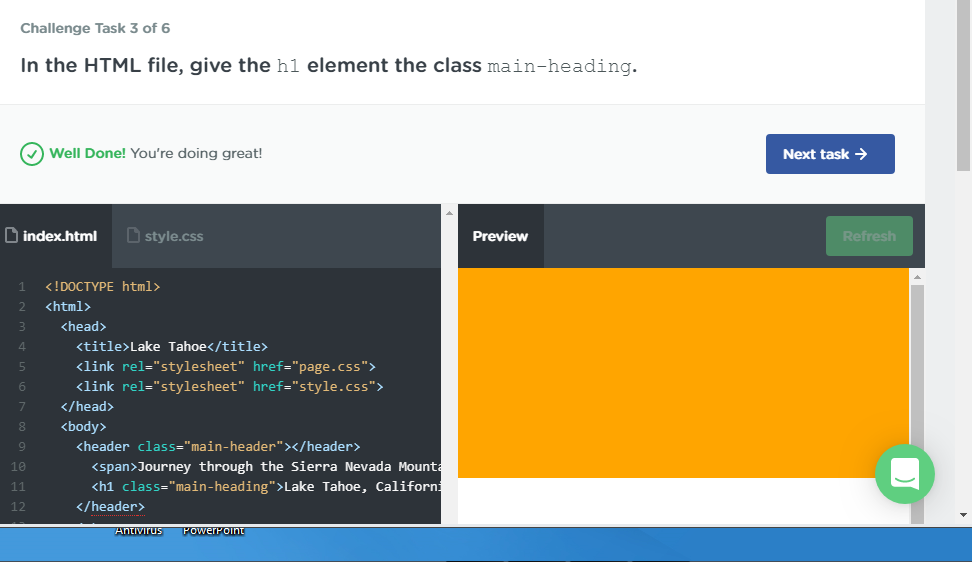 Challenge Task 3 of 6
In the HTML file, give the h1 element the class main-heading.
Well Done! You're doing great!
Next task →
index.html
style.css
Preview
Refresh
1 <!DOCTYPE html>
2 <html>
3 <head>
4 <title>Lake Tahoe</title>
5 <link rel="stylesheet" href="page.css">
6 <link rel="stylesheet" href="style.css">
7 </head>
8 <body>
9 <header class="main-header"></header>
10 <span>Journey through the Sierra Nevada Mounta
11 <h1 class="main-heading">Lake Tahoe, Californi
12 </header>
Antivirus
PowerPoint